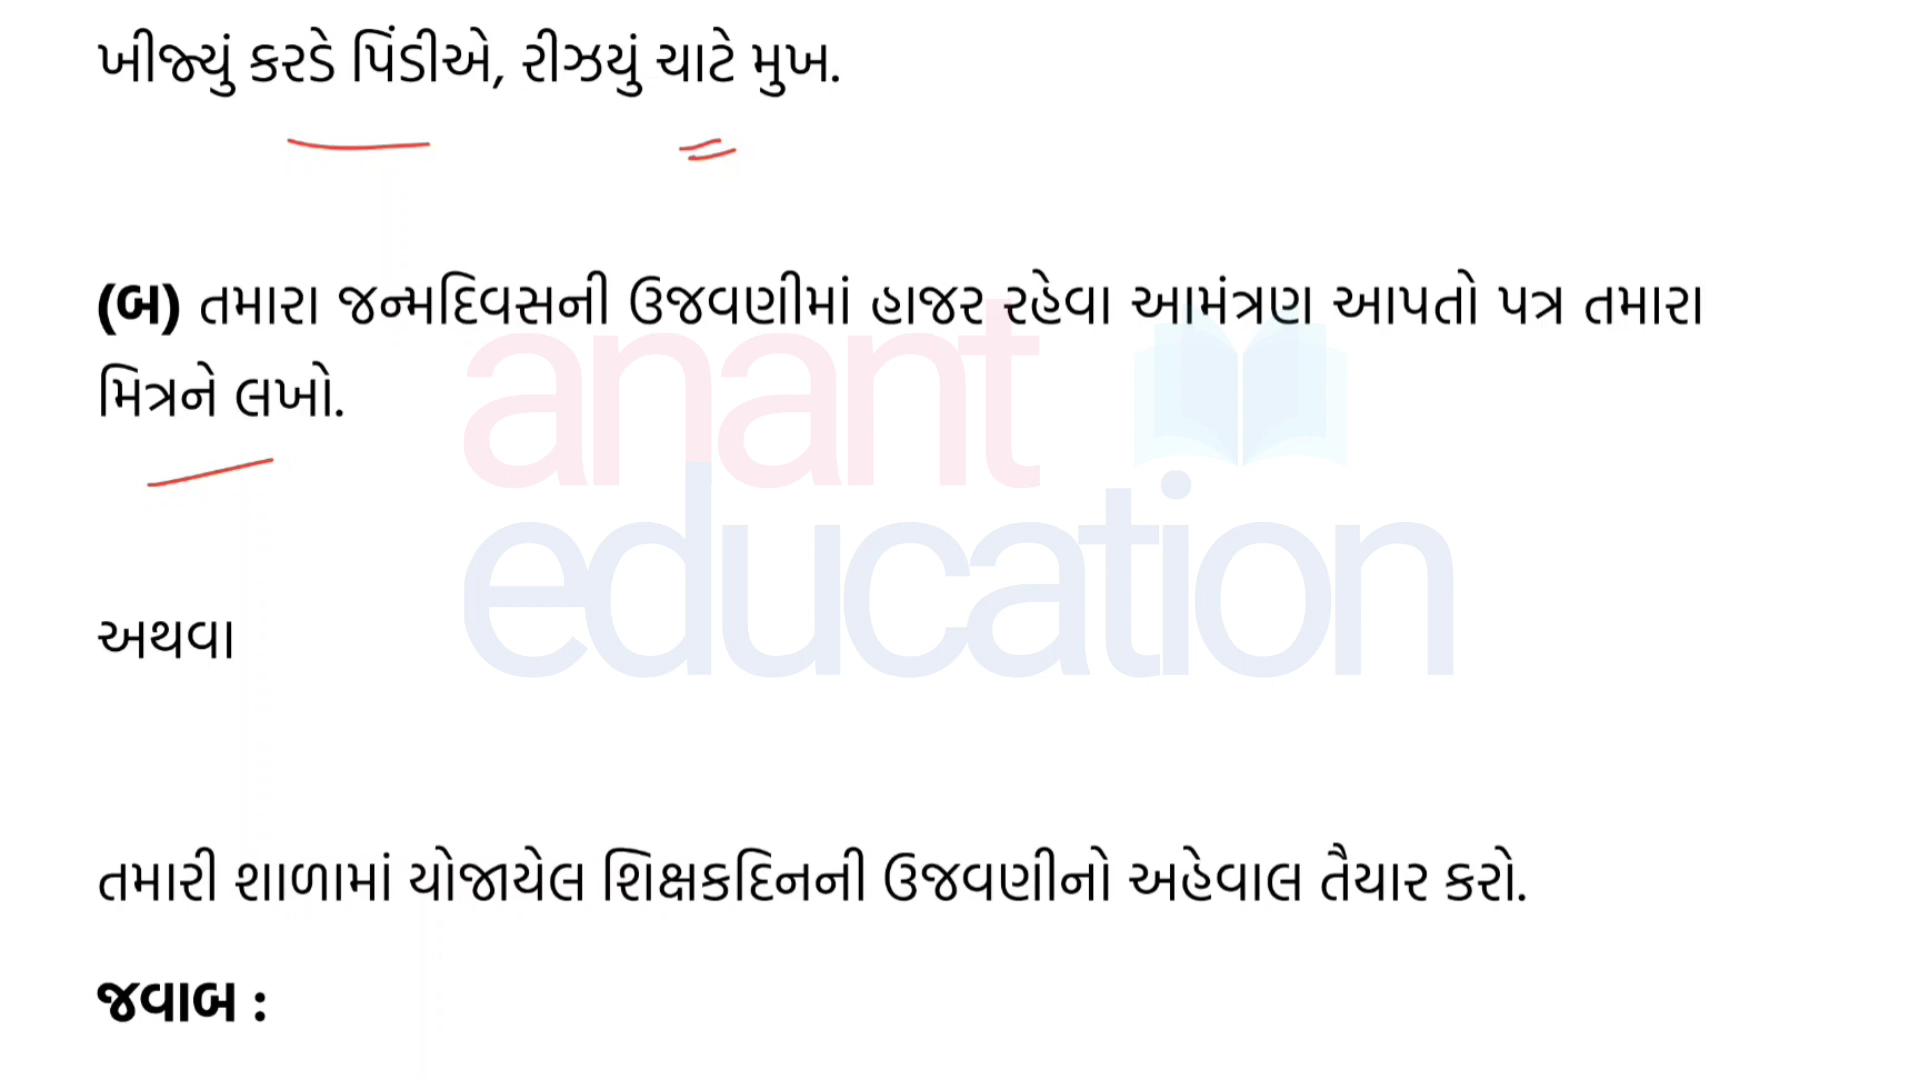 ખીજ્યું કરડે પિંડીએ, રીઝયું ચાટે મુખ.
(બ) તમારા જન્મદિવસની ઉજવણીમાં હાજર રહેવા આમંત્રણ આપતો પત્ર તમારા
મિત્રને લખો.
anant
education
અથવા
તમારી શાળામાં યોજાયેલ શિક્ષકદિનની ઉજવણીનો અહેવાલ તૈયાર કરો.
જવાબ :